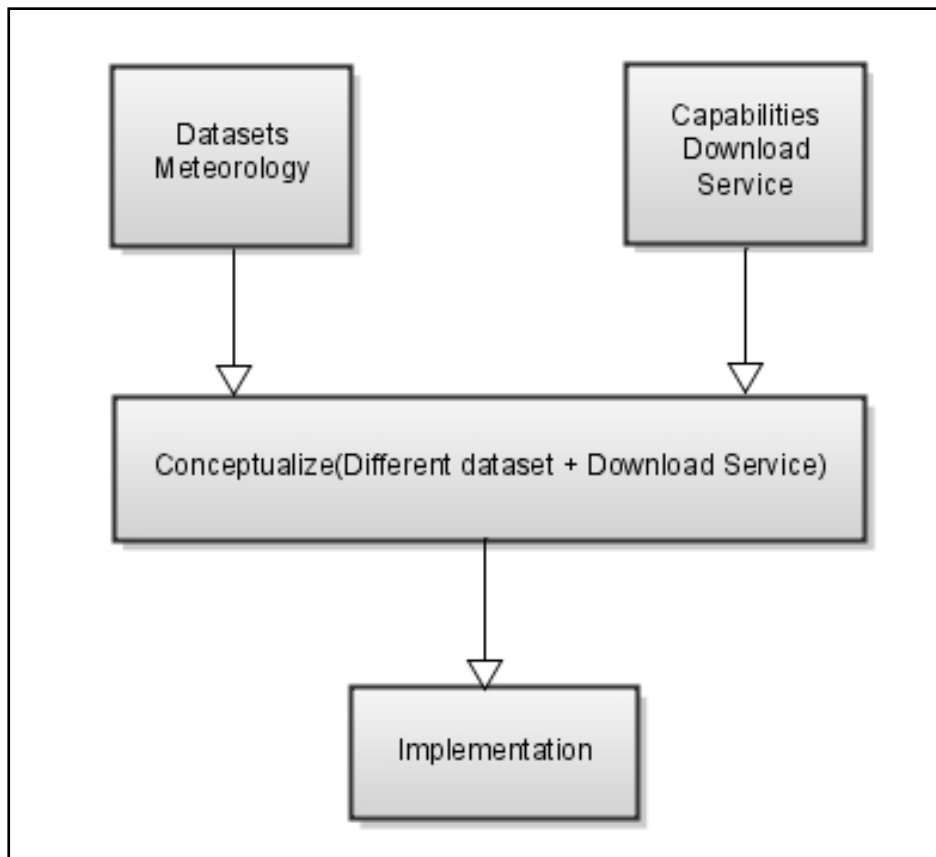 Datasets
Meteorology
Capabilities
Download
Service
Conceptualize(Different dataset + Download Service)
Implementation